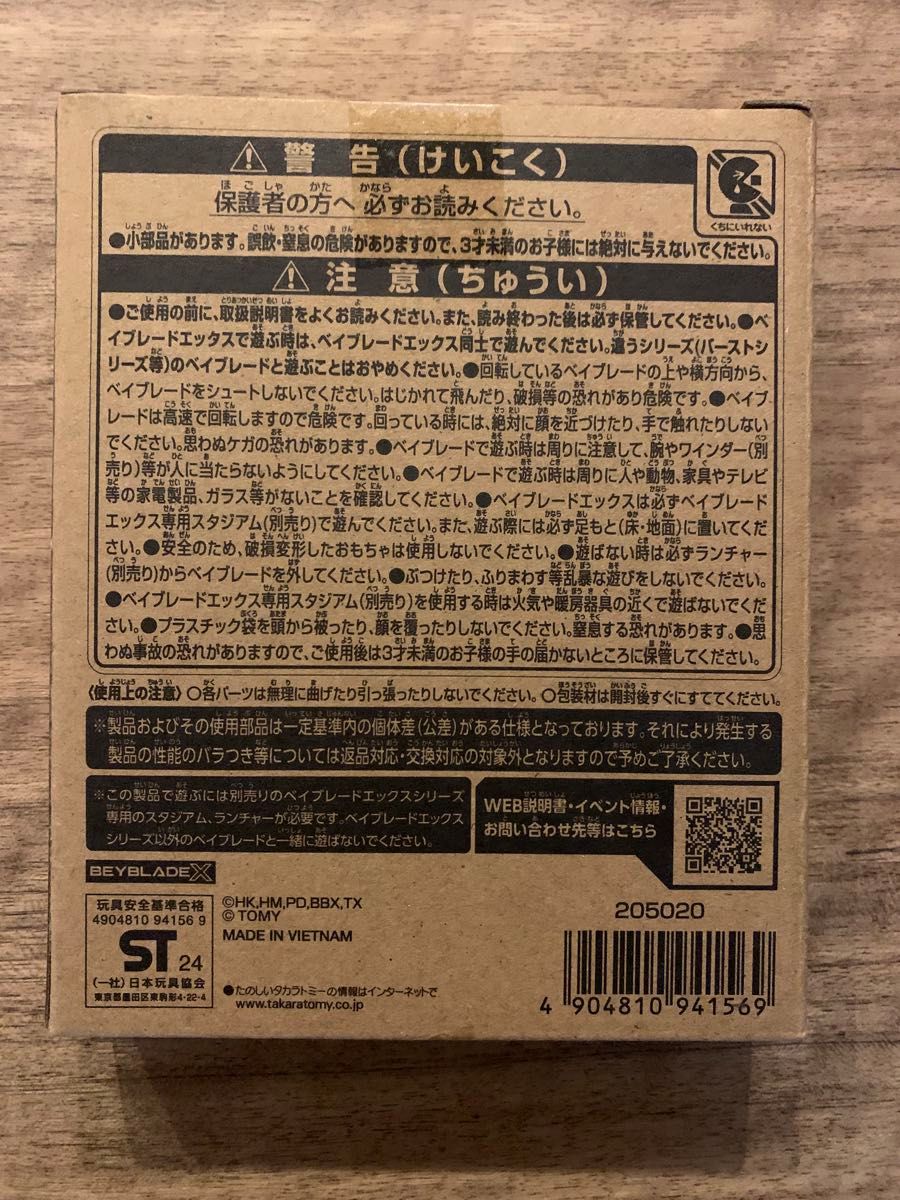 ⚠ 警告(けいこく)
保護者の方へ 必ずお読みください。
くちにいれない
●小部品があります。誤飲・窒息の危険がありますので、3才未満のお子様には絶対に与えないでください。
⚠ 注意(ちゅうい)
●ご使用の前に、取扱説明書をよくお読みください。また、読み終わった後は必ず保管してください。●ベ
イブレードエックスで遊ぶ時は、ベイブレードエックス同士で遊んでください。違うシリーズ(バーストシ
リーズ等)のベイブレードと遊ぶことはおやめください。●回転しているベイブレードの上や横方向から、
ベイブレードをシュートしないでください。はじかれて飛んだり、破損等の恐れがあり危険です。●ベイブ
レードは高速で回転しますので危険です。回っている時には、絶対に顔を近づけたり、手で触れたりしない
でください。思わぬケガの恐れがあります。●ベイブレードで遊ぶ時は周りに注意して、腕やワインダー(別
売り)等が人に当たらないようにしてください。●ベイブレードで遊ぶ時は周りに人や動物、家具やテレビ
等の家電製品、ガラス等がないことを確認してください。●ベイブレードエックスは必ずベイブレード
エックス専用スタジアム(別売り)で遊んでください。また、遊ぶ際には必ず足もと(床・地面)に置いてくだ
さい。●安全のため、破損変形したおもちゃは使用しないでください。●遊ばない時は必ずランチャー
(別売り)からベイブレードを外してください。●ぶつけたり、ふりまわす等乱暴な遊びをしないでください。
●ベイブレードエックス専用スタジアム(別売り)を使用する時は火気や暖房器具の近くで遊ばないでくだ
さい。●プラスチック袋を頭から被ったり、顔を覆ったりしないでください。窒息する恐れがあります。●思
わぬ事故の恐れがありますので、ご使用後は3才未満のお子様の手の届かないところに保管してください。
〈使用上の注意〉○各パーツは無理に曲げたり引っ張ったりしないでください。○包装材は開封後すぐにすててください。
※製品およびその使用部品は一定基準内の個体差(公差)がある仕様となっております。それにより発生する
製品の性能のバラつき等については返品対応・交換対応の対象外となりますので予めご了承ください。
※この製品で遊ぶには別売りのベイブレードエックスシリーズ
専用のスタジアム、ランチャーが必要です。ベイブレードエックス
シリーズ以外のベイブレードと一緒に遊ばないでください。
WEB説明書・イベント情報・
お問い合わせ先等はこちら
BEYBLADE X
玩具安全基準合格
4904810 94156 9
ST 24
(一社)日本玩具協会
東京都墨田区東駒形4-22-4
©HK,HM,PD,BBX,TX
© TOMY
MADE IN VIETNAM
●たのしいタカラトミーの情報はインターネットで
www.takaratomy.co.jp
205020
4 904810 941569